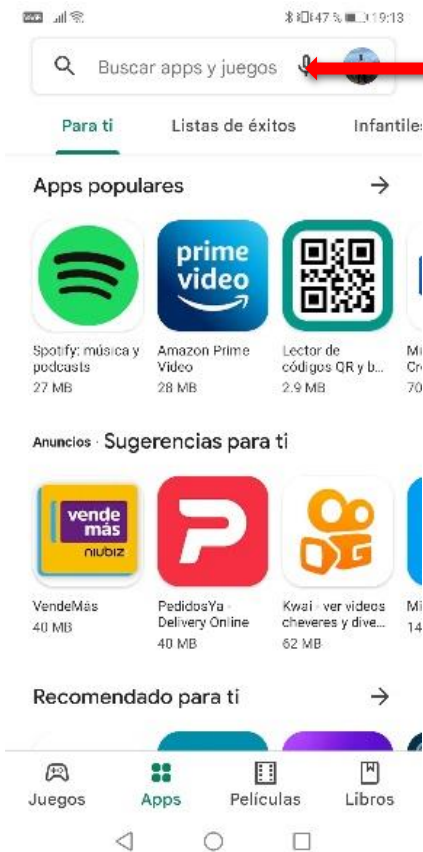 47 % 19:13
Buscar apps y juegos
Para ti Listas de éxitos Infantiles
Apps populares
prime
video
Spotify: música y Amazon Prime Lector de
podcasts Video códigos QR y b...
27 MB 28 MB 2.9 MB 70
Anuncios · Sugerencias para ti
vende
más
niubiz
VendeMás PedidosYa - Kwai - ver videos Mi
40 MB Delivery Online cheveres y dive... 14
40 MB 62 MB
Recomendado para ti
Juegos Apps Películas Libros